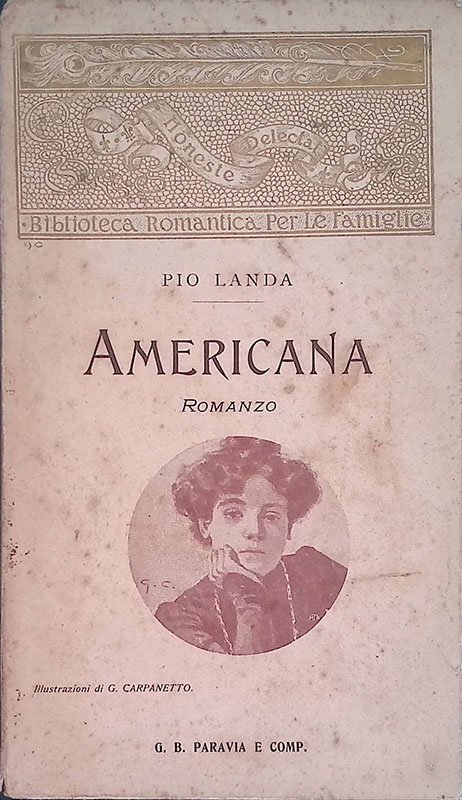 Honeste Delectat
·Biblioteca Romantica Per Le Famiglie·
PIO LANDA
AMERICANA
ROMANZO
G. C.
Illustrazioni di G. CARPANETTO.
G. B. PARAVIA E COMP.